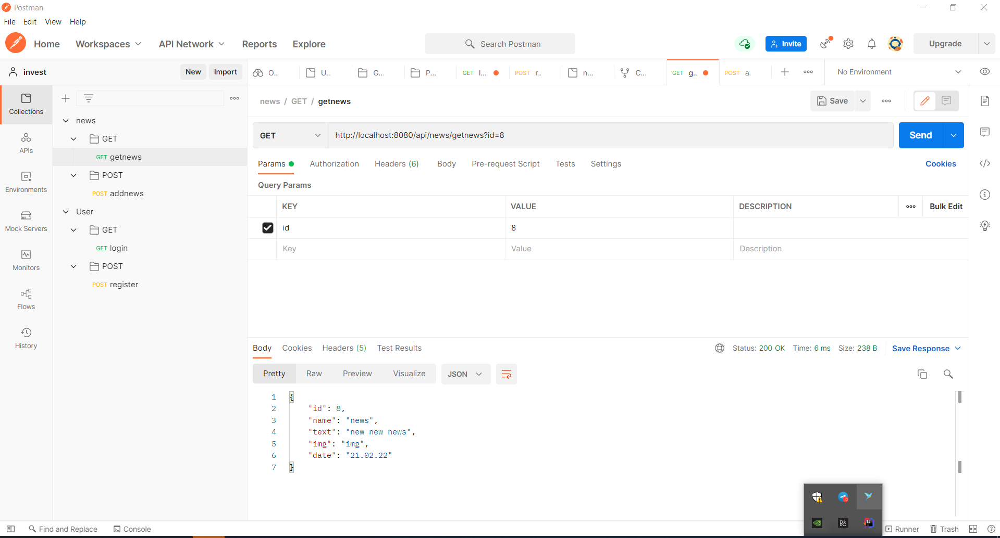 Postman
File Edit View Help
Home Workspaces API Network Reports Explore Search Postman Invite Upgrade
invest New Import O.. U... G... P... GET l... POST r.. n... C... GET g... POST a. No Environment
news / GET / getnews Save
Collections
APIs
Environments
Mock Servers
Monitors
Flows
History
news
GET
GET getnews
POST
POST addnews
User
GET
GET login
POST
POST register
GET http://localhost:8080/api/news/getnews?id=8 Send
Params Authorization Headers (6) Body Pre-request Script Tests Settings Cookies
Query Params
KEY VALUE DESCRIPTION Bulk Edit
id 8
Key Value Description
Body Cookies Headers (5) Test Results Status: 200 OK Time: 6 ms Size: 238 B Save Response
Pretty Raw Preview Visualize JSON
1 {
2 "id": 8,
3 "name": "news",
4 "text": "new new news",
5 "img": "img",
6 "date": "21.02.22"
7 }
Find and Replace Console Runner Trash